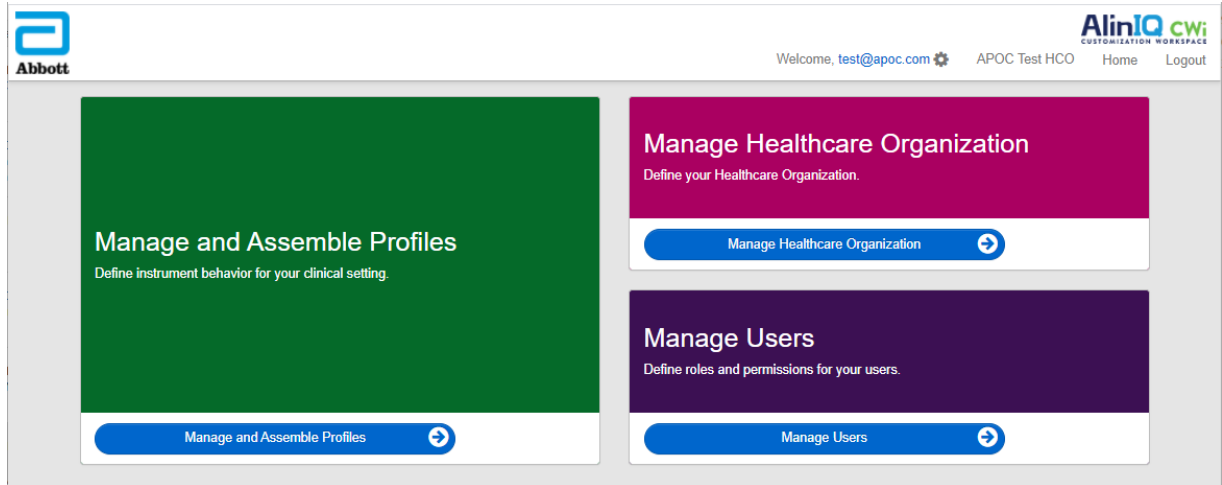 Abbott
AlinIQ CWi
CUSTOMIZATION WORKSPACE
Welcome, test@apoc.com APOC Test HCO Home Logout
Manage and Assemble Profiles
Define instrument behavior for your clinical setting.
Manage and Assemble Profiles
Manage Healthcare Organization
Define your Healthcare Organization.
Manage Healthcare Organization
Manage Users
Define roles and permissions for your users.
Manage Users